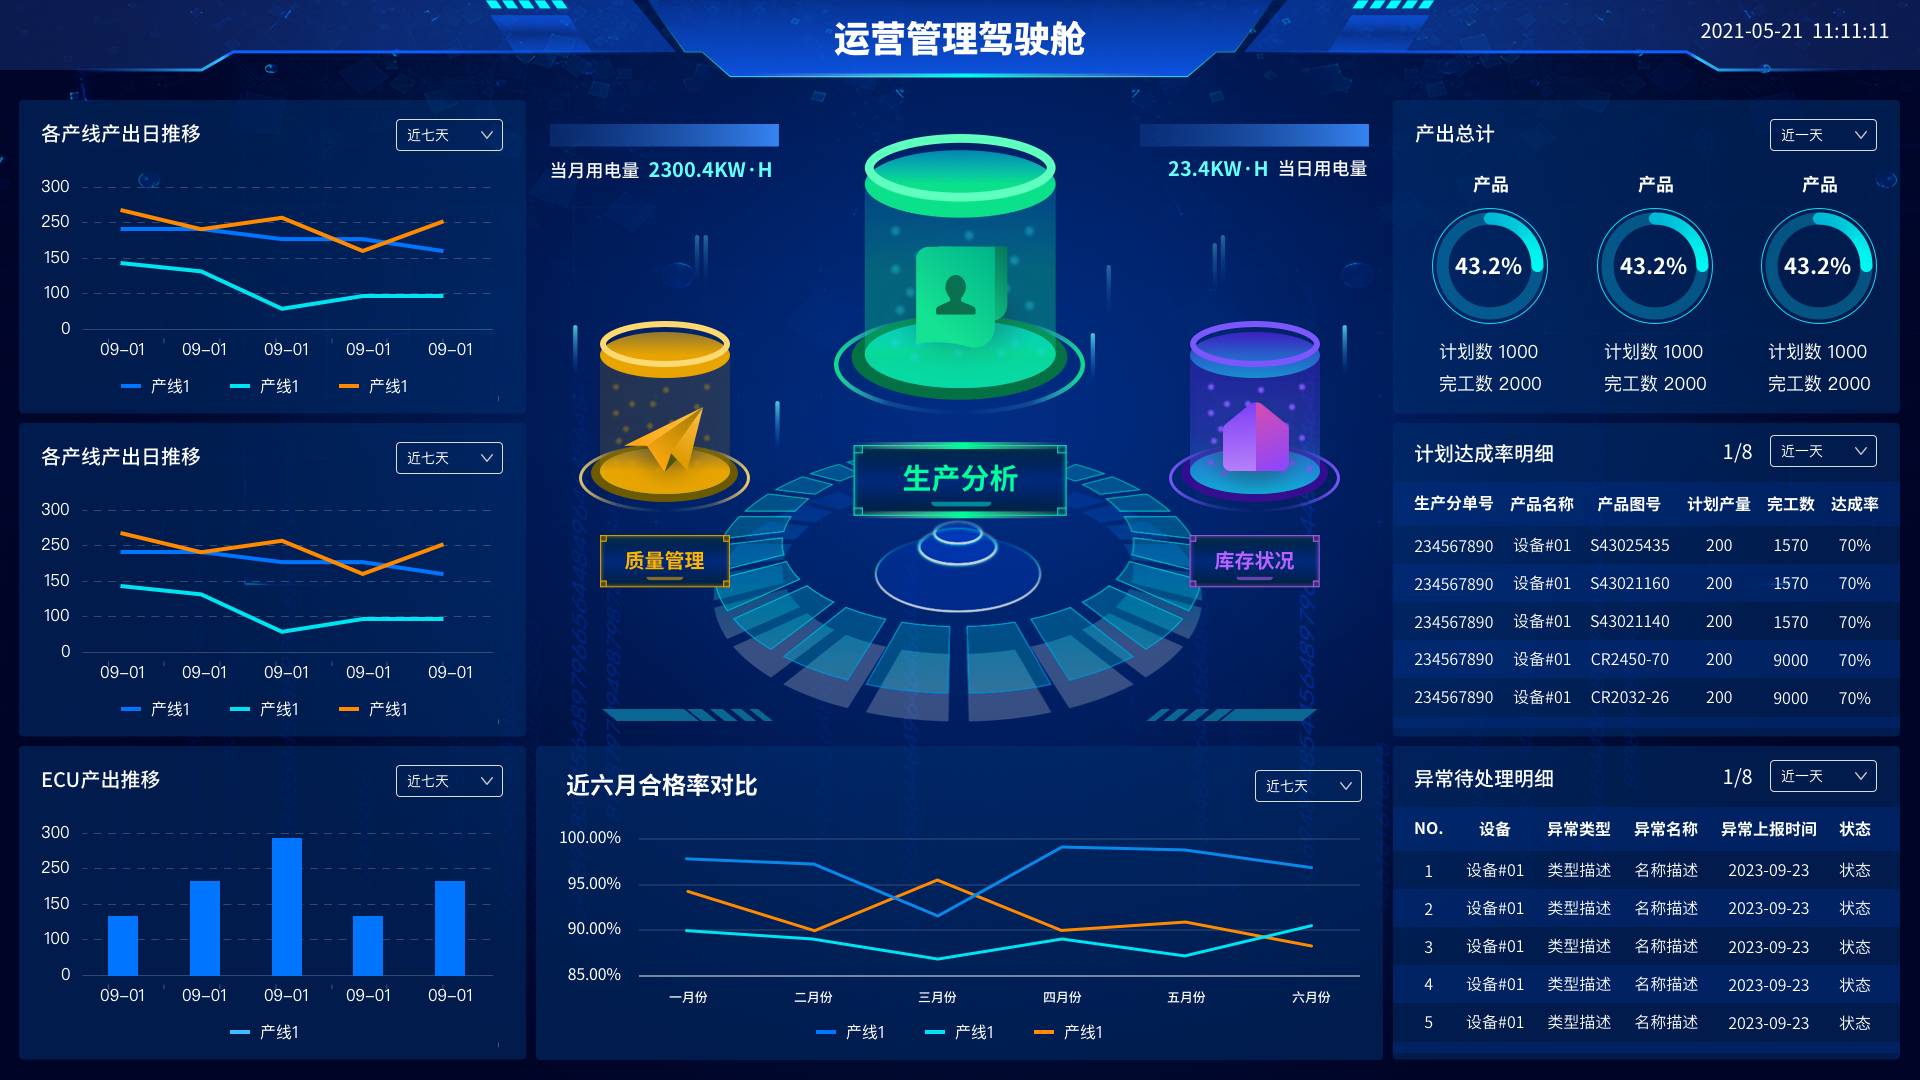 运营管理驾驶舱
2021-05-21 11:11:11
各产线产出日推移
近七天
300
250
150
100
0
09-01 09-01 09-01 09-01 09-01
产线1 产线1 产线1
各产线产出日推移
近七天
300
250
150
100
0
09-01 09-01 09-01 09-01 09-01
产线1 产线1 产线1
ECU产出推移
近七天
300
250
150
100
0
09-01 09-01 09-01 09-01 09-01
产线1
当月用电量 2300.4KW·H
23.4KW·H 当日用电量
生产分析
质量管理
库存状况
近六月合格率对比
近七天
100.00%
95.00%
90.00%
85.00%
一月份 二月份 三月份 四月份 五月份 六月份
产线1 产线1 产线1
产出总计
近一天
产品 产品 产品
43.2% 43.2% 43.2%
计划数 1000 计划数 1000 计划数 1000
完工数 2000 完工数 2000 完工数 2000
计划达成率明细
1/8
近一天
生产分单号 产品名称 产品图号 计划产量 完工数 达成率
234567890 设备#01 S43025435 200 1570 70%
234567890 设备#01 S43021160 200 1570 70%
234567890 设备#01 S43021140 200 1570 70%
234567890 设备#01 CR2450-70 200 9000 70%
234567890 设备#01 CR2032-26 200 9000 70%
异常待处理明细
1/8
近一天
NO. 设备 异常类型 异常名称 异常上报时间 状态
1 设备#01 类型描述 名称描述 2023-09-23 状态
2 设备#01 类型描述 名称描述 2023-09-23 状态
3 设备#01 类型描述 名称描述 2023-09-23 状态
4 设备#01 类型描述 名称描述 2023-09-23 状态
5 设备#01 类型描述 名称描述 2023-09-23 状态